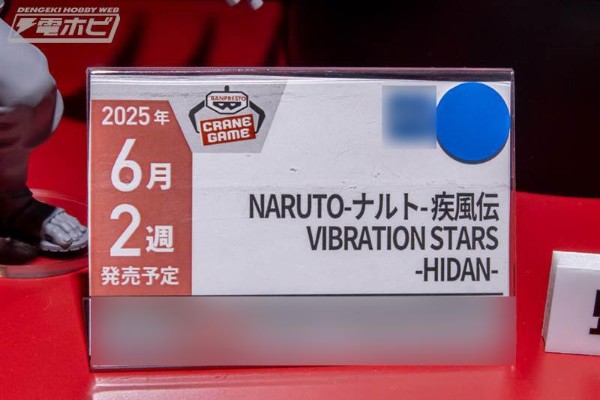 DENGEKI HOBBY WEB
電ホビ
2025年
6月
2週
発売予定
BANPRESTO
CRANE
GAME
NARUTO-ナルト-疾風伝
VIBRATION STARS
-HIDAN-